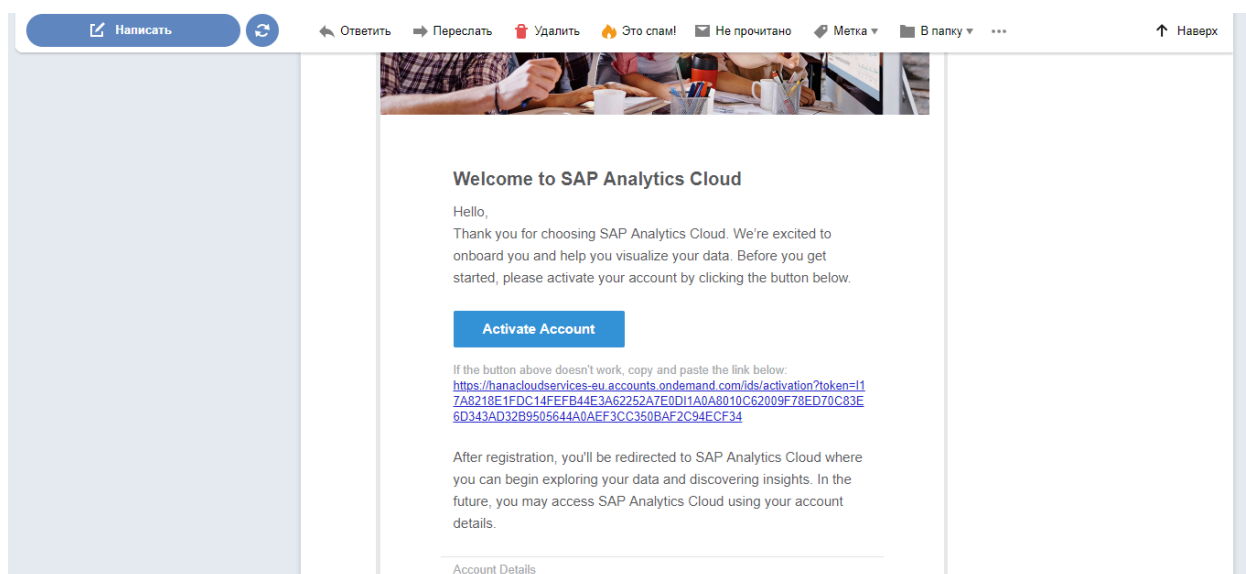 Написать
Ответить Переслать Удалить Это спам! Не прочитано Метка В папку ... Наверх
Welcome to SAP Analytics Cloud
Hello,
Thank you for choosing SAP Analytics Cloud. We're excited to
onboard you and help you visualize your data. Before you get
started, please activate your account by clicking the button below.
Activate Account
If the button above doesn't work, copy and paste the link below:
https://hanacloudservices-eu.accounts.ondemand.com/ids/activation?token=I1
7A8218E1FDC14FEFB44E3A62252A7E0DI1A0A8010C62009F78ED70C83E
6D343AD32B9505644A0AEF3CC350BAF2C94ECF34
After registration, you'll be redirected to SAP Analytics Cloud where
you can begin exploring your data and discovering insights. In the
future, you may access SAP Analytics Cloud using your account
details.
Account Details